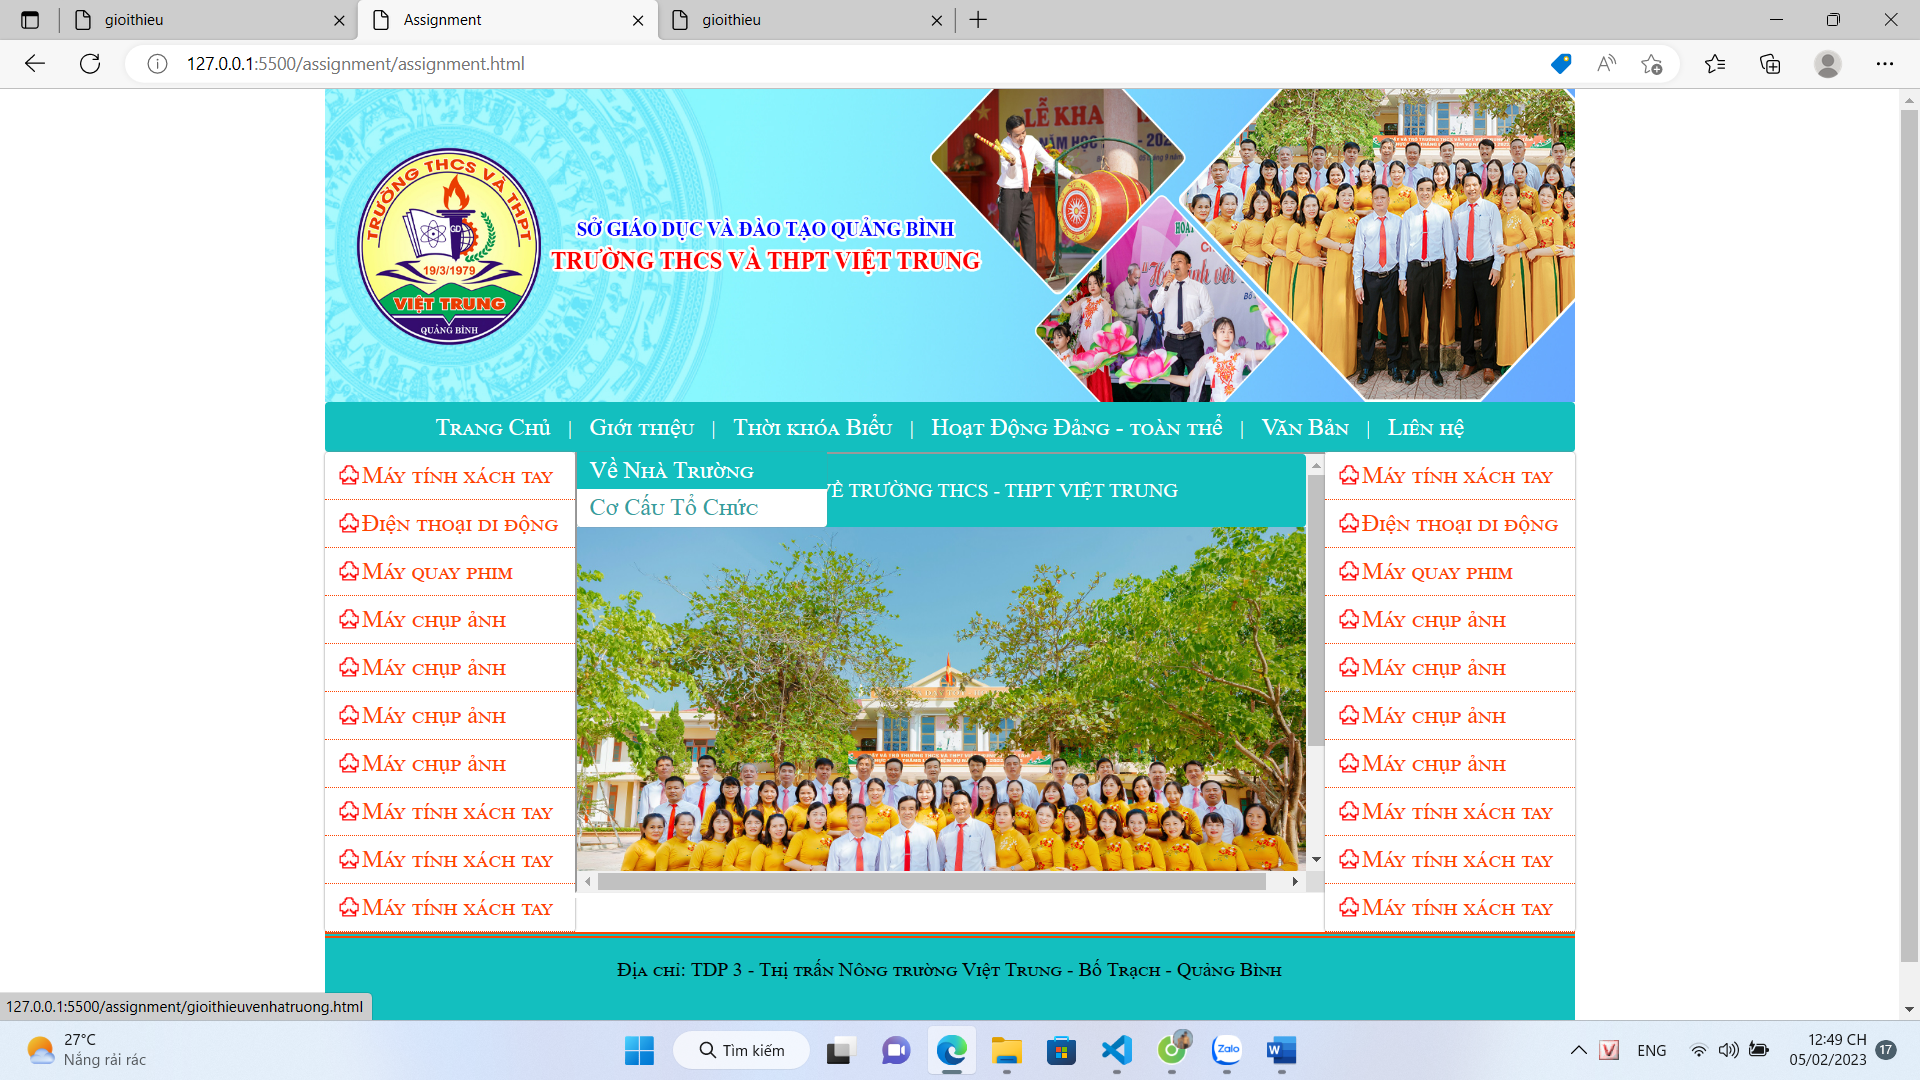 gioithieu
Assignment
gioithieu
127.0.0.1:5500/assignment/assignment.html
TRƯỜNG THCS VÀ THPT
GD
19/3/1979
VIỆT TRUNG
QUẢNG BÌNH
SỞ GIÁO DỤC VÀ ĐÀO TẠO QUẢNG BÌNH
TRƯỜNG THCS VÀ THPT VIỆT TRUNG
LỄ KHA
NĂM HỌC
Trang Chủ | Giới thiệu | Thời khóa Biểu | Hoạt Động Đảng - toàn thể | Văn Bản | Liên hệ
Về Nhà Trường
Cơ Cấu Tổ Chức
VỀ TRƯỜNG THCS - THPT VIỆT TRUNG
Máy tính xách tay
Điện thoại di động
Máy quay phim
Máy chụp ảnh
Máy chụp ảnh
Máy chụp ảnh
Máy chụp ảnh
Máy tính xách tay
Máy tính xách tay
Máy tính xách tay
Máy tính xách tay
Điện thoại di động
Máy quay phim
Máy chụp ảnh
Máy chụp ảnh
Máy chụp ảnh
Máy chụp ảnh
Máy tính xách tay
Máy tính xách tay
Máy tính xách tay
Địa chỉ: TDP 3 - Thị trấn Nông trường Việt Trung - Bố Trạch - Quảng Bình
127.0.0.1:5500/assignment/gioithieuvenhatruong.html
27°C
Nắng rải rác
Tìm kiếm
Zalo
W
V
ENG
12:49 CH
05/02/2023
17